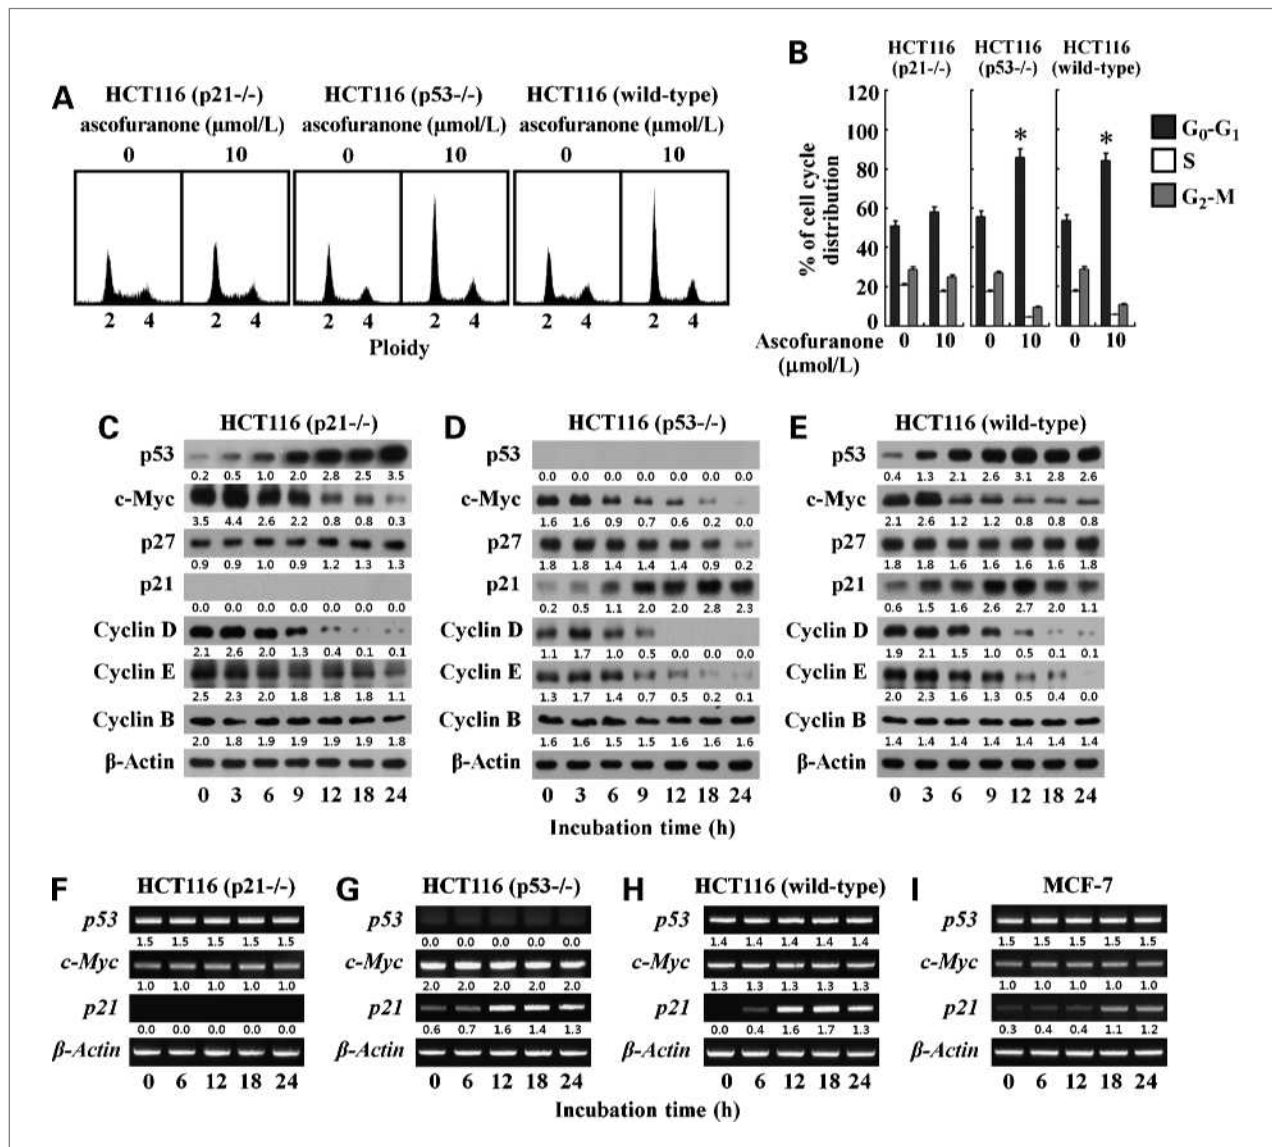 A
HCT116 (p21-/-) HCT116 (p53-/-) HCT116 (wild-type)
ascofuranone (μmol/L) ascofuranone (μmol/L) ascofuranone (μmol/L)
0 10 0 10 0 10
2 4 2 4 2 4 2 4 2 4 2 4
Ploidy
B
HCT116 HCT116 HCT116
(p21-/-) (p53-/-) (wild-type)
% of cell cycle
distribution
120
100
80
60
40
20
0
* *
G0-G1
S
G2-M
Ascofuranone 0 10 0 10 0 10
(μmol/L)
C HCT116 (p21-/-)
p53
0.2 0.5 1.0 2.0 2.8 2.5 3.5
c-Myc
3.5 4.4 2.6 2.2 0.8 0.8 0.3
p27
0.9 0.9 1.0 0.9 1.2 1.3 1.3
p21
0.0 0.0 0.0 0.0 0.0 0.0 0.0
Cyclin D
2.1 2.6 2.0 1.3 0.4 0.1 0.1
Cyclin E
2.5 2.3 2.0 1.8 1.8 1.8 1.1
Cyclin B
2.0 1.8 1.9 1.9 1.9 1.9 1.8
β-Actin
0 3 6 9 12 18 24
D HCT116 (p53-/-)
p53
0.0 0.0 0.0 0.0 0.0 0.0 0.0
c-Myc
1.6 1.6 0.9 0.7 0.6 0.2 0.0
p27
1.8 1.8 1.4 1.4 1.4 0.9 0.2
p21
0.2 0.5 1.1 2.0 2.0 2.8 2.3
Cyclin D
1.1 1.7 1.0 0.5 0.0 0.0 0.0
Cyclin E
1.3 1.7 1.4 0.7 0.5 0.2 0.1
Cyclin B
1.6 1.6 1.5 1.5 1.6 1.6 1.6
β-Actin
0 3 6 9 12 18 24
E HCT116 (wild-type)
p53
0.4 1.3 2.1 2.6 3.1 2.8 2.6
c-Myc
2.1 2.6 1.2 1.2 0.8 0.8 0.8
p27
1.8 1.8 1.6 1.6 1.6 1.6 1.8
p21
0.6 1.5 1.6 2.6 2.7 2.0 1.1
Cyclin D
1.9 2.1 1.5 1.0 0.5 0.1 0.1
Cyclin E
2.0 2.3 1.6 1.3 0.5 0.4 0.0
Cyclin B
1.4 1.4 1.4 1.4 1.4 1.4 1.4
β-Actin
0 3 6 9 12 18 24
Incubation time (h)
F HCT116 (p21-/-)
p53
1.5 1.5 1.5 1.5 1.5
c-Myc
1.0 1.0 1.0 1.0 1.0
p21
0.0 0.0 0.0 0.0 0.0
β-Actin
0 6 12 18 24
G HCT116 (p53-/-)
p53
0.0 0.0 0.0 0.0 0.0
c-Myc
2.0 2.0 2.0 2.0 2.0
p21
0.6 0.7 1.6 1.4 1.3
β-Actin
0 6 12 18 24
H HCT116 (wild-type)
p53
1.4 1.4 1.4 1.4 1.4
c-Myc
1.3 1.3 1.3 1.3 1.3
p21
0.0 0.4 1.6 1.7 1.3
β-Actin
0 6 12 18 24
I MCF-7
p53
1.5 1.5 1.5 1.5 1.5
c-Myc
1.0 1.0 1.0 1.0 1.0
p21
0.3 0.4 0.4 1.1 1.2
β-Actin
0 6 12 18 24
Incubation time (h)